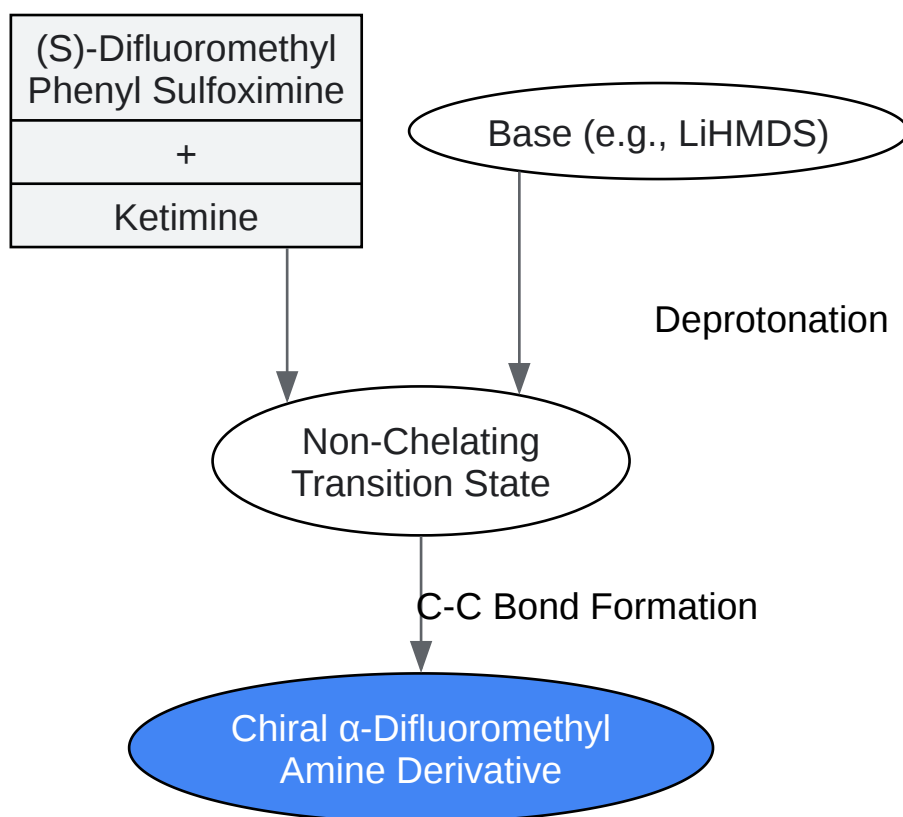 (S)-Difluoromethyl
Phenyl Sulfoximine
+
Ketimine
Base (e.g., LiHMDS)
Deprotonation
Non-Chelating
Transition State
C-C Bond Formation
Chiral α-Difluoromethyl
Amine Derivative